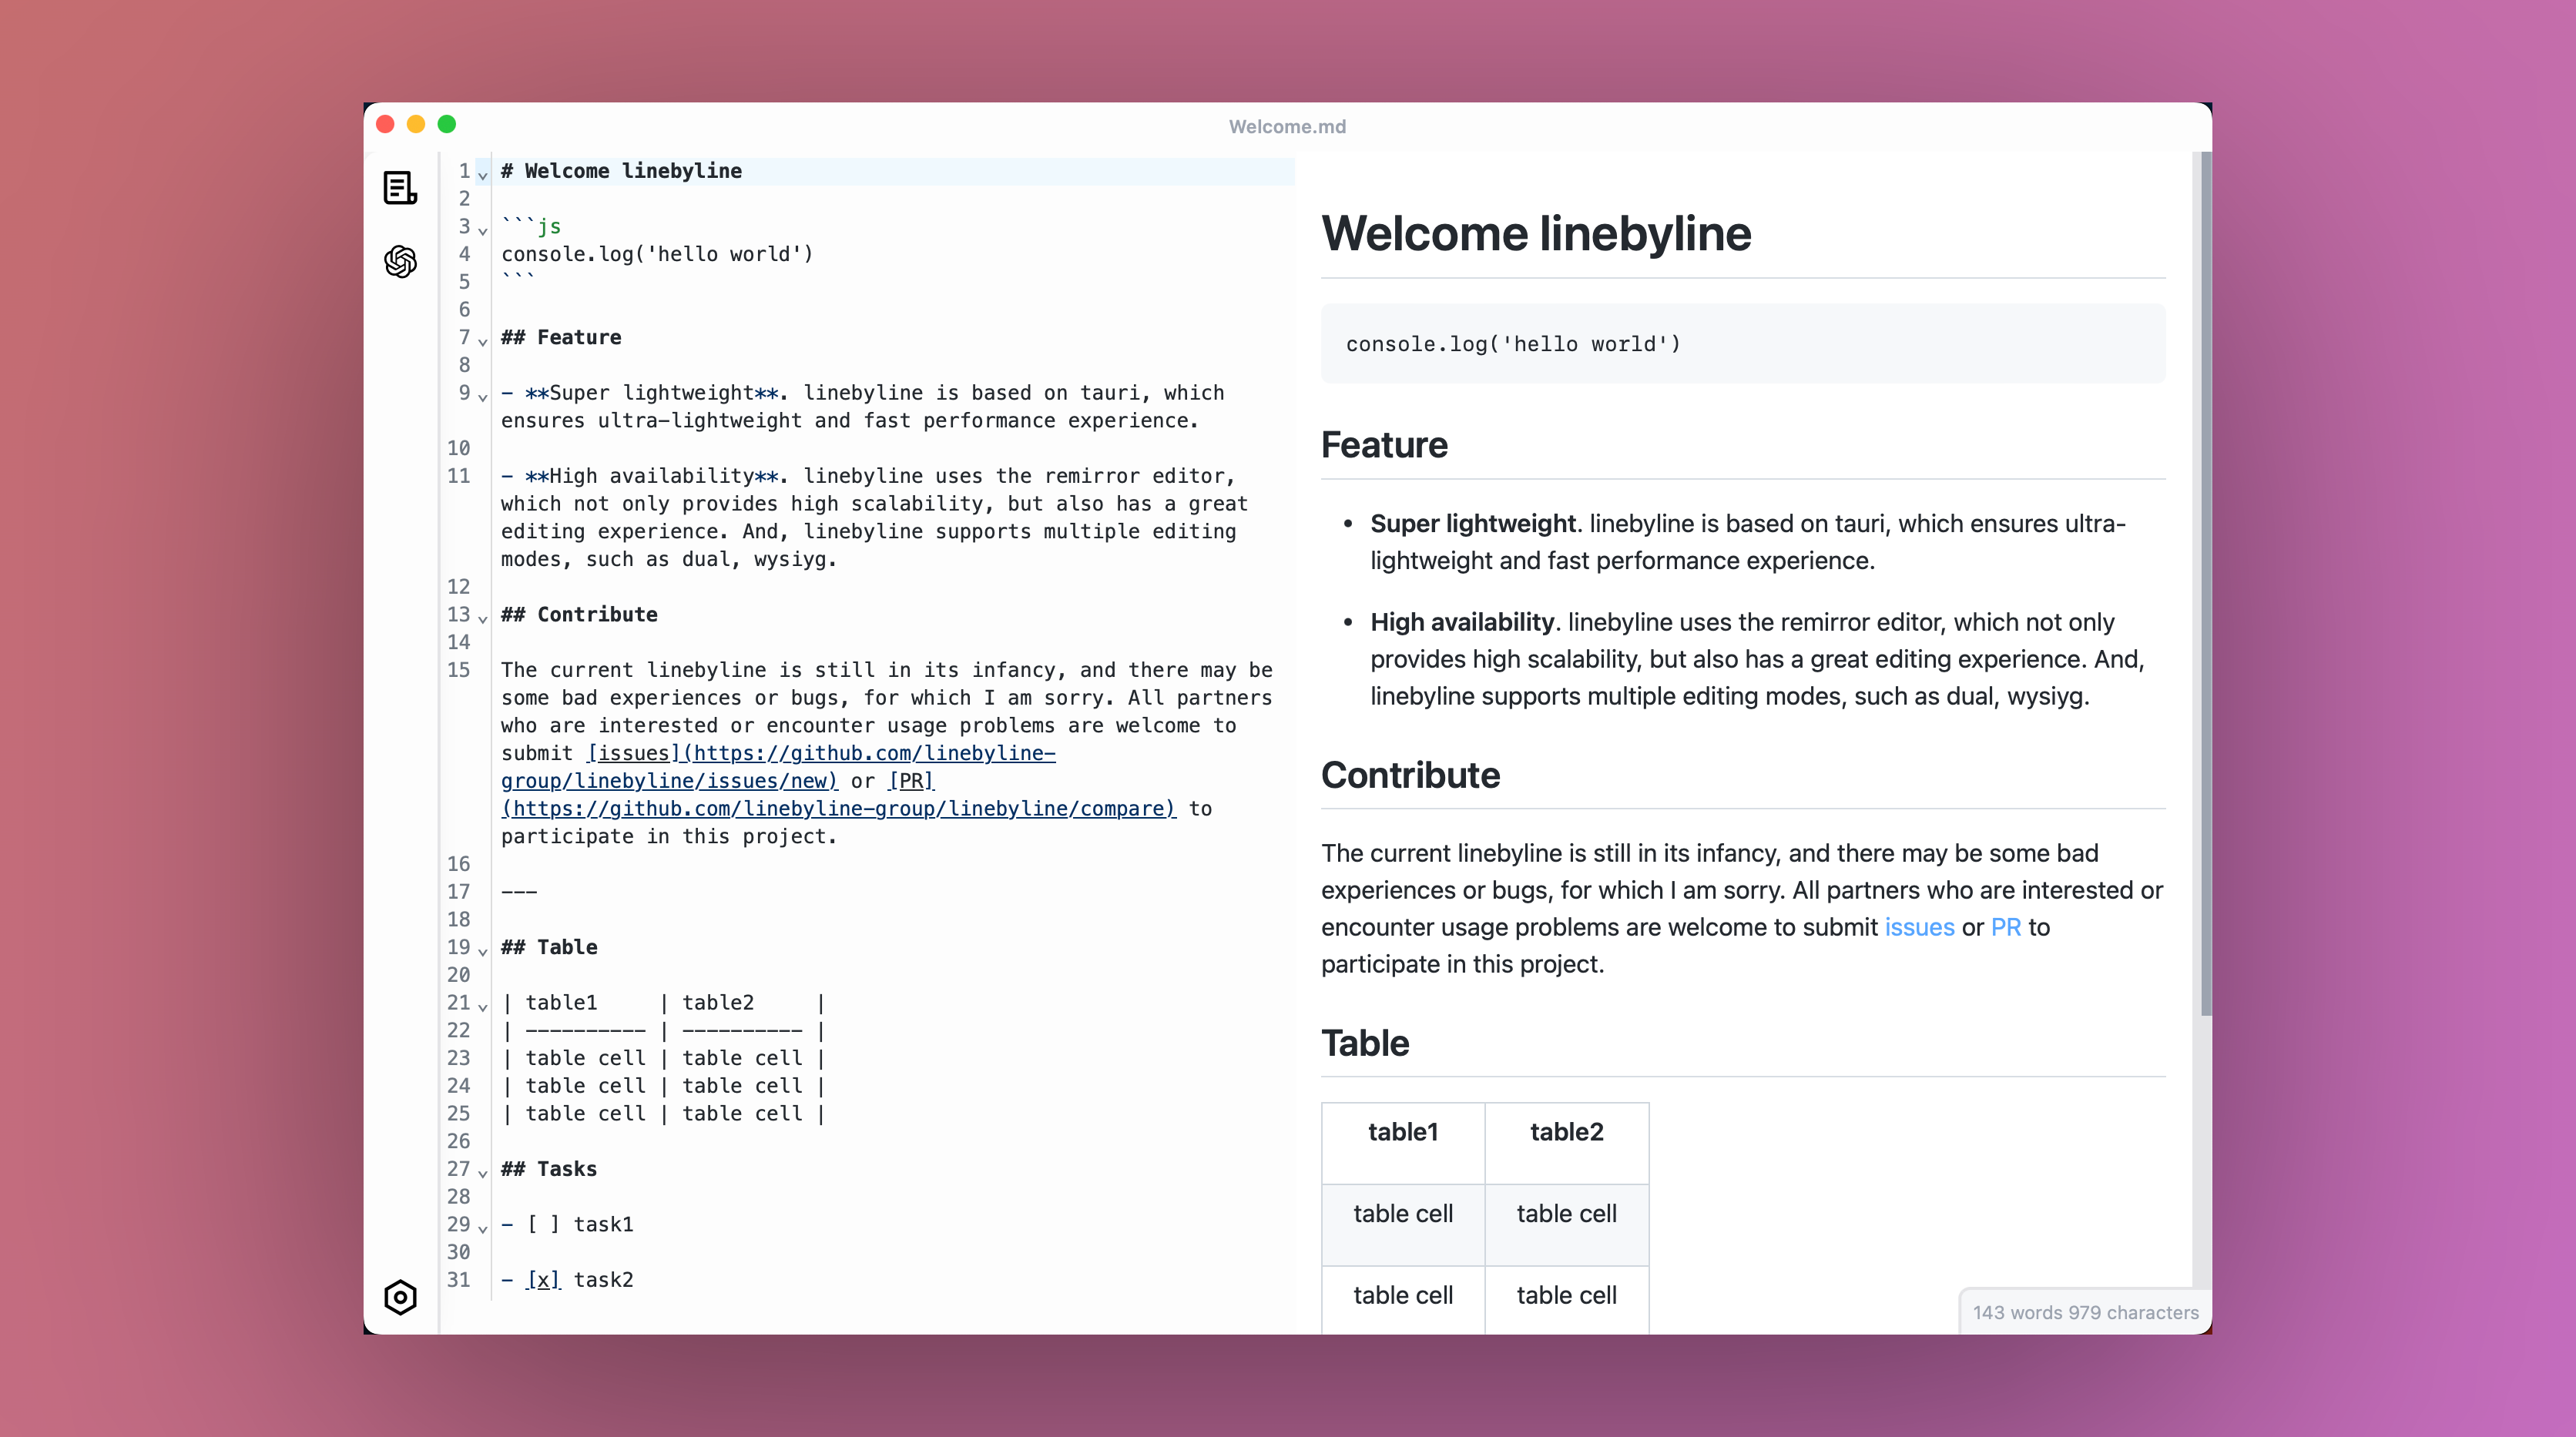 Welcome.md
1 # Welcome linebyline
2
3 ```js
4 console.log('hello world')
5 ```
6
7 ## Feature
8
9 - **Super lightweight**. linebyline is based on tauri, which
ensures ultra-lightweight and fast performance experience.
10
11 - **High availability**. linebyline uses the remirror editor,
which not only provides high scalability, but also has a great
editing experience. And, linebyline supports multiple editing
modes, such as dual, wysiyg.
12
13 ## Contribute
14
15 The current linebyline is still in its infancy, and there may be
some bad experiences or bugs, for which I am sorry. All partners
who are interested or encounter usage problems are welcome to
submit [issues](https://github.com/linebyline-
group/linebyline/issues/new) or [PR]
(https://github.com/linebyline-group/linebyline/compare) to
participate in this project.
16
17 ---
18
19 ## Table
20
21 | table1     | table2     |
22 | ---------- | ---------- |
23 | table cell | table cell |
24 | table cell | table cell |
25 | table cell | table cell |
26
27 ## Tasks
28
29 - [ ] task1
30
31 - [x] task2
Welcome linebyline
console.log('hello world')
Feature
• Super lightweight. linebyline is based on tauri, which ensures ultra-
lightweight and fast performance experience.
• High availability. linebyline uses the remirror editor, which not only
provides high scalability, but also has a great editing experience. And,
linebyline supports multiple editing modes, such as dual, wysiyg.
Contribute
The current linebyline is still in its infancy, and there may be some bad
experiences or bugs, for which I am sorry. All partners who are interested or
encounter usage problems are welcome to submit issues or PR to
participate in this project.
Table
table1 table2
table cell table cell
table cell table cell
143 words 979 characters